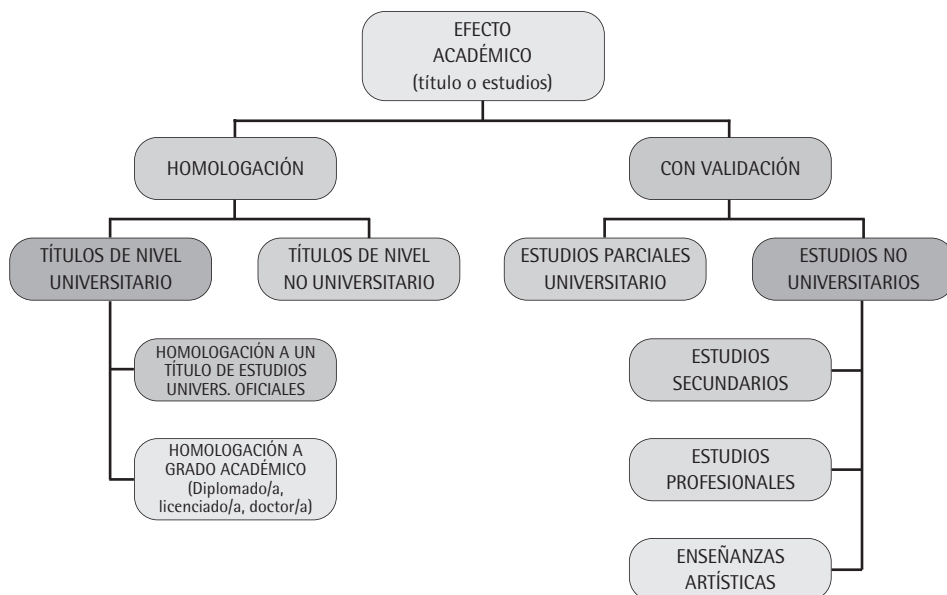 EFECTO
ACADÉMICO
(título o estudios)
HOMOLOGACIÓN
CON VALIDACIÓN
TÍTULOS DE NIVEL
UNIVERSITARIO
TÍTULOS DE NIVEL
NO UNIVERSITARIO
ESTUDIOS PARCIALES
UNIVERSITARIO
ESTUDIOS NO
UNIVERSITARIOS
HOMOLOGACIÓN A UN
TÍTULO DE ESTUDIOS
UNIVERS. OFICIALES
HOMOLOGACIÓN A
GRADO ACADÉMICO
(Diplomado/a,
licenciado/a, doctor/a)
ESTUDIOS
SECUNDARIOS
ESTUDIOS
PROFESIONALES
ENSEÑANZAS
ARTÍSTICAS